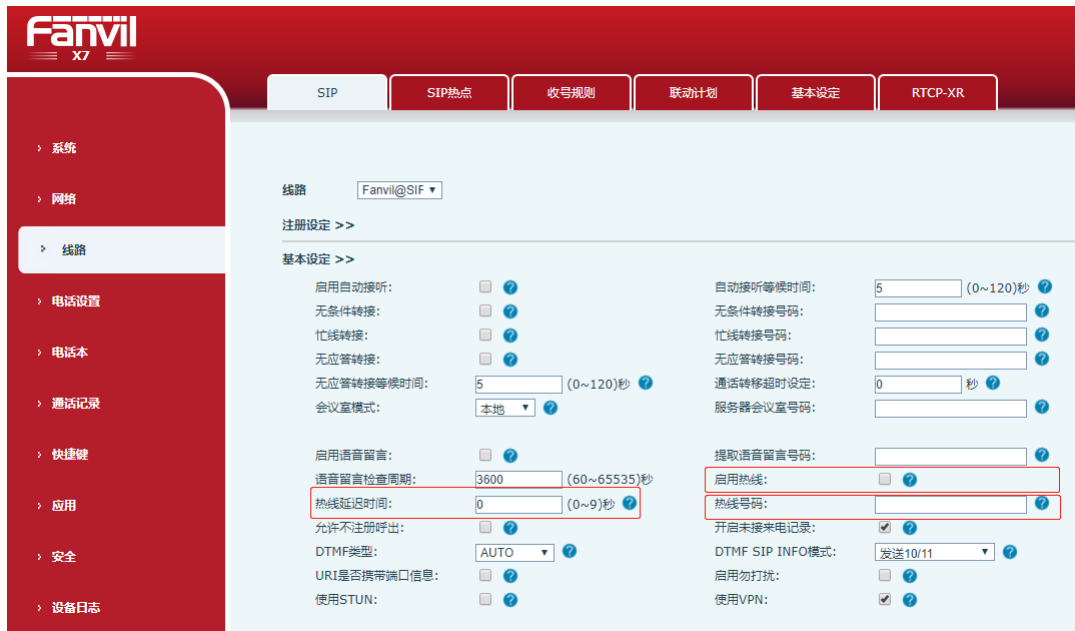 Fanvil
X7
SIP
SIP热点
收号规则
联动计划
基本设定
RTCP-XR
› 系统
› 网络
› 线路
› 电话设置
› 电话本
› 通话记录
› 快捷键
› 应用
› 安全
› 设备日志
线路 Fanvil@SIF
注册设定 >>
基本设定 >>
启用自动接听: 自动接听等候时间: 5 (0~120)秒
无条件转接: 无条件转接号码:
忙线转接: 忙线转接号码:
无应答转接: 无应答转接号码:
无应答转接等候时间: 5 (0~120)秒 通话转移超时设定: 0 秒
会议室模式: 本地 服务器会议室号码:
启用语音留言: 提取语音留言号码:
语音留言检查周期: 3600 (60~65535)秒 启用热线:
热线延迟时间: 0 (0~9)秒 热线号码:
允许不注册呼出: 开启未接来电记录:
DTMF类型: AUTO DTMF SIP INFO模式: 发送10/11
URI是否携带端口信息: 启用勿打扰:
使用STUN: 使用VPN: